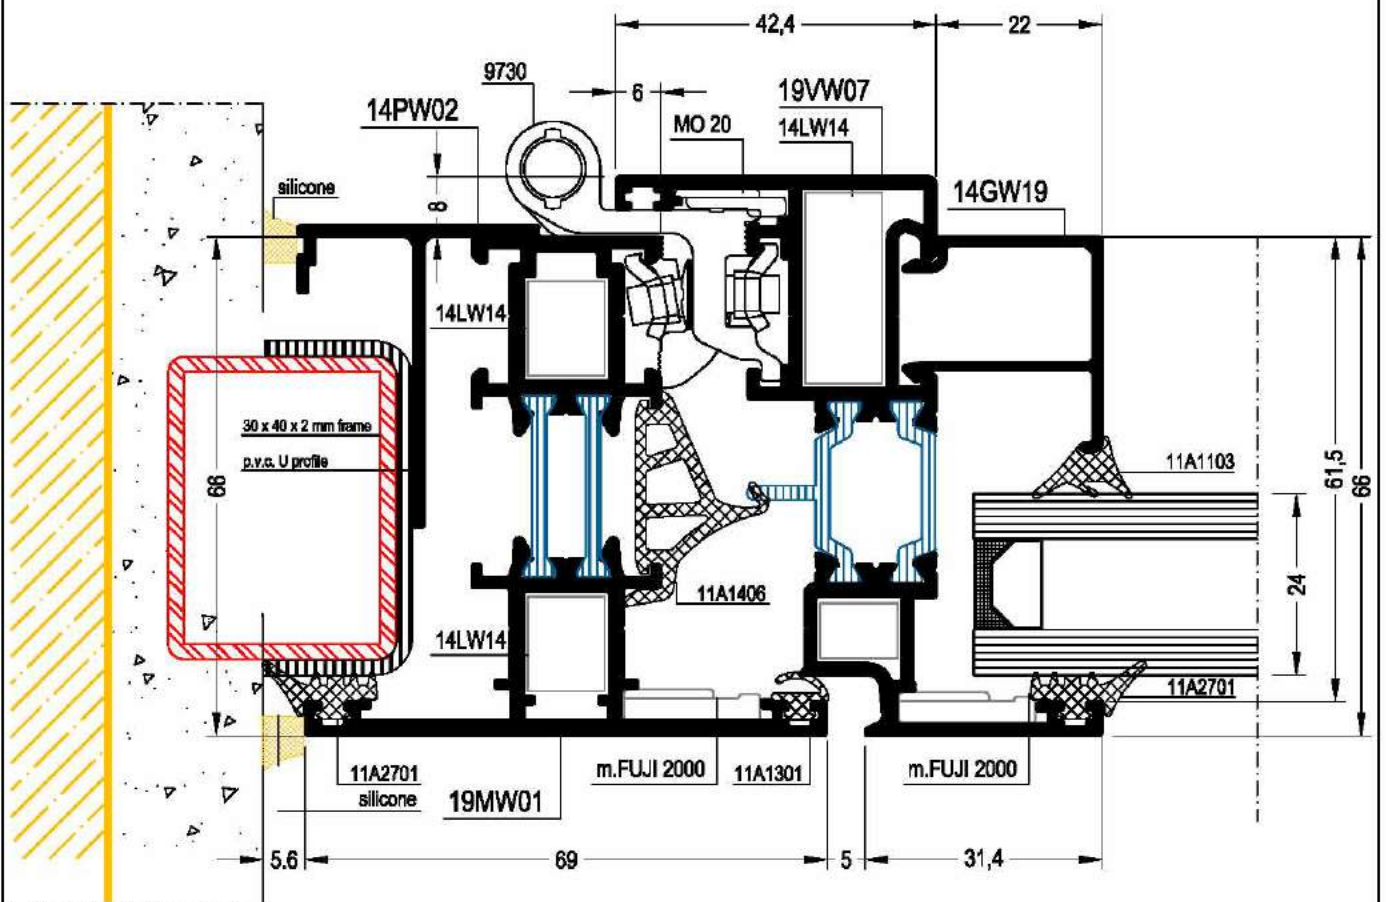 42,4
22
9730
6
19VW07
14PW02
MO 20
14LW14
silicone
14GW19
8
14LW14
30 x 40 x 2 mm frame
p.v.c. U profile
11A1103
61,5
66
66
24
11A1406
14LW14
11A2701
11A2701
m.FUJI 2000
11A1301
m.FUJI 2000
silicone
19MW01
5.6
69
5
31,4